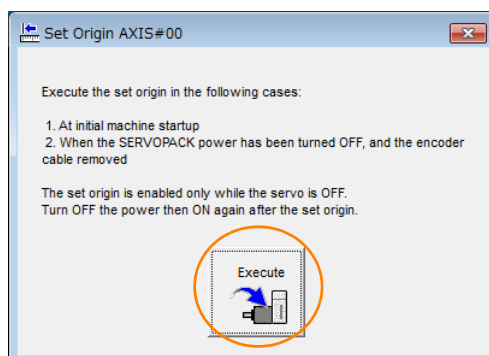 Set Origin AXIS#00
Execute the set origin in the following cases:
1. At initial machine startup
2. When the SERVOPACK power has been turned OFF, and the encoder
cable removed
The set origin is enabled only while the servo is OFF.
Turn OFF the power then ON again after the set origin.
Execute